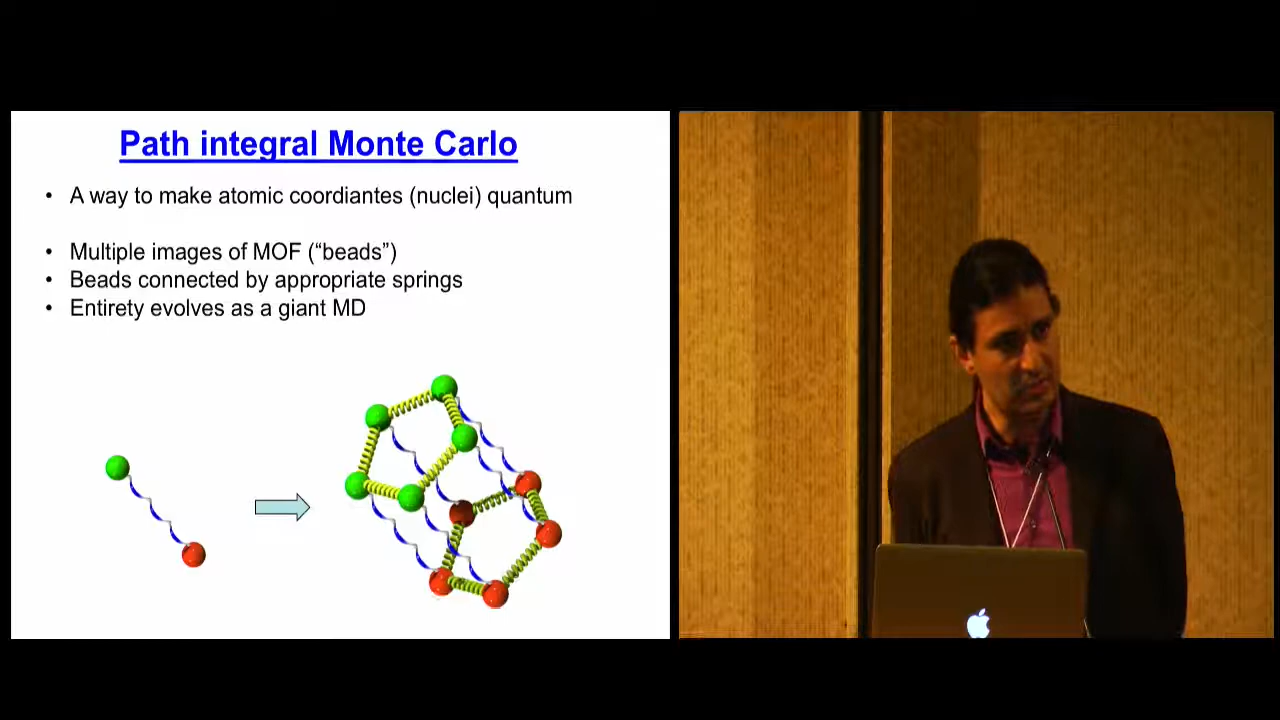 Path integral Monte Carlo
• A way to make atomic coordiantes (nuclei) quantum
• Multiple images of MOF (“beads”)
• Beads connected by appropriate springs
• Entirety evolves as a giant MD